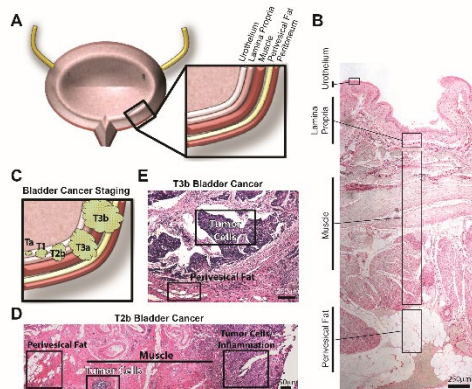 A
Urothelium
Lamina Propria
Muscle
Perivesical Fat
Peritoneum
B
Urothelium
Lamina
Propria
Muscle
Perivesical Fat
250μm
C
Bladder Cancer Staging
Ta
T1
T2b
T3a
T3b
E
T3b Bladder Cancer
Tumor
Cells
Perivesical Fat
250μm
D
T2b Bladder Cancer
Perivesical Fat
Muscle
Tumor Cells
Tumor Cells/
Inflammation